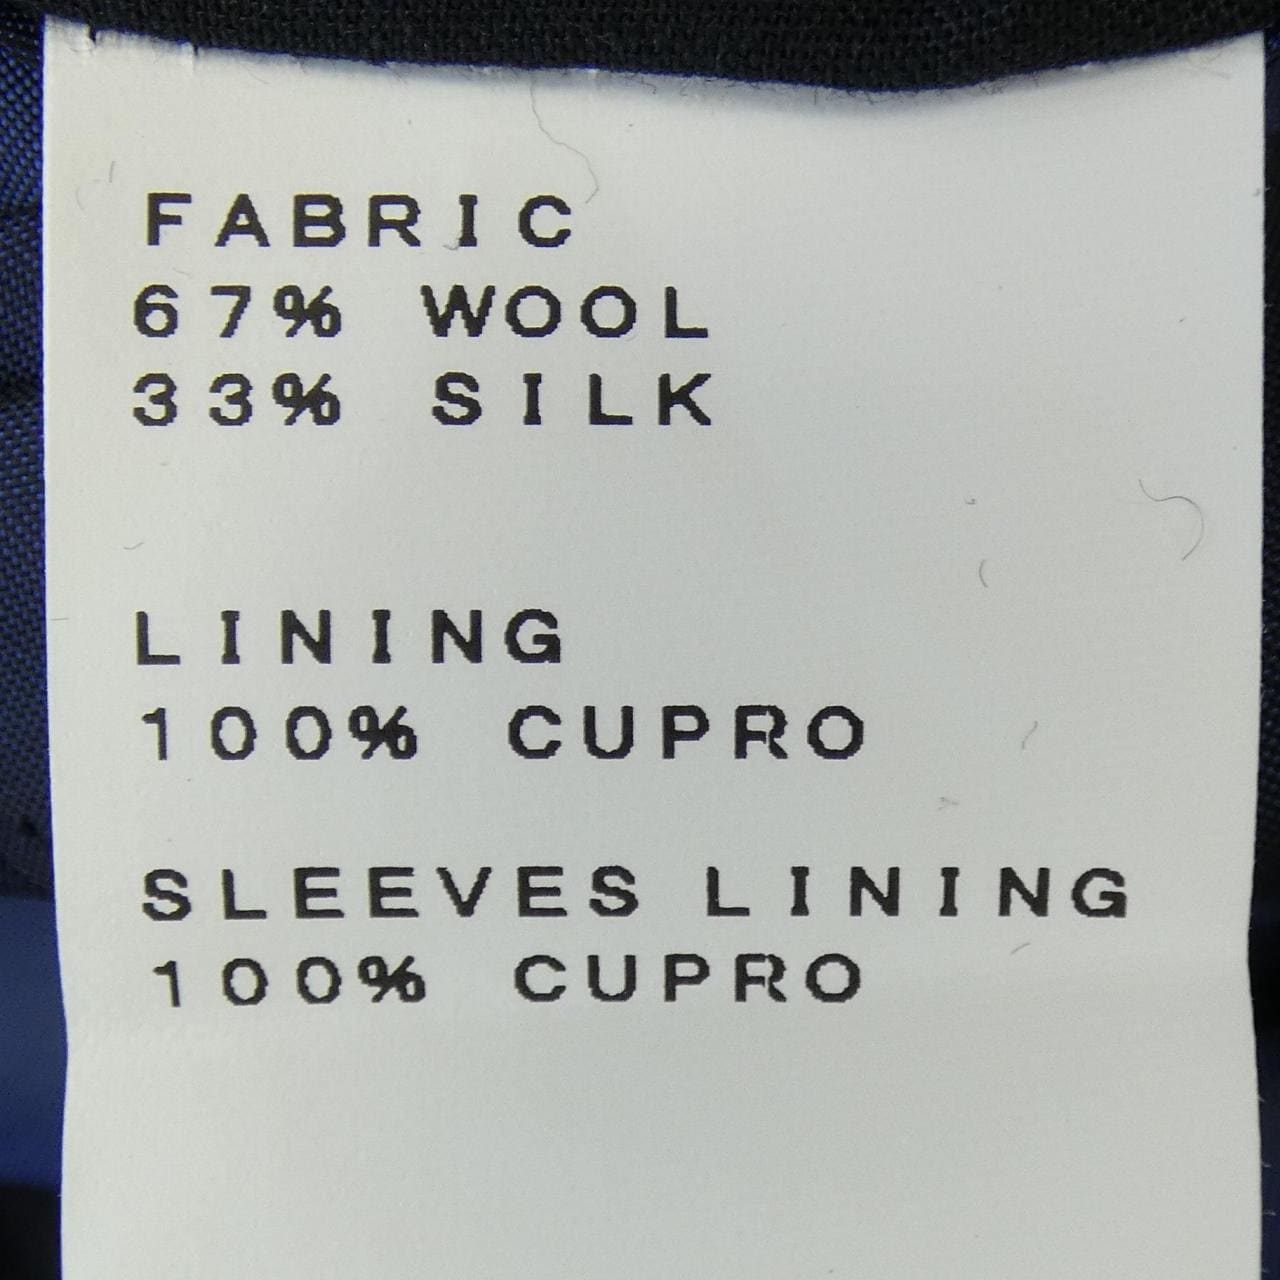 FABRIC
67% WOOL
33% SILK
LINING
100% CUPRO
SLEEVES LINING
100% CUPRO